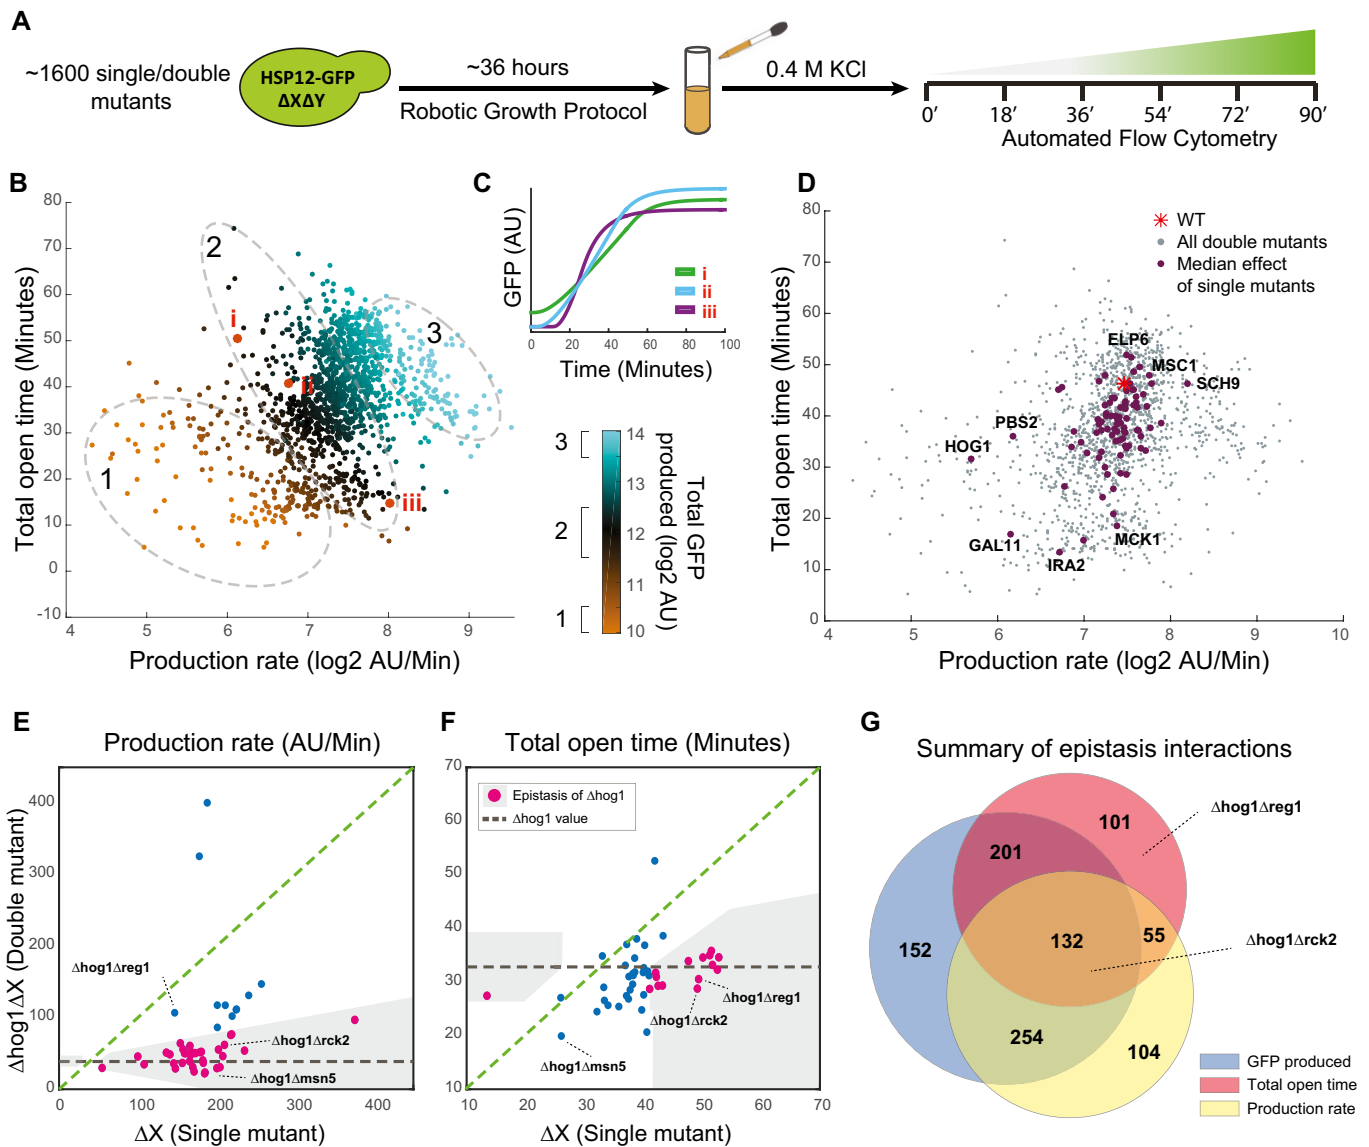 A
~1600 single/double
mutants
HSP12-GFP
ΔXΔY
~36 hours
Robotic Growth Protocol
0.4 M KCl
0′ 18′ 36′ 54′ 72′ 90′
Automated Flow Cytometry
B
Total open time (Minutes)
80
70
60
50
40
30
20
10
0
-10
4 5 6 7 8 9
Production rate (log2 AU/Min)
1
2
3
i
ii
iii
C
GFP (AU)
i
ii
iii
0 20 40 60 80 100
Time (Minutes)
3
2
1
14
13
12
11
10
Total GFP
produced (log2 AU)
D
Total open time (Minutes)
80
70
60
50
40
30
20
10
0
4 5 6 7 8 9 10
Production rate (log2 AU/Min)
WT
All double mutants
Median effect
of single mutants
ELP6
MSC1
SCH9
PBS2
HOG1
GAL11
IRA2
MCK1
E
Production rate (AU/Min)
Δhog1ΔX (Double mutant)
400
300
200
100
0
0 100 200 300 400
ΔX (Single mutant)
Δhog1Δreg1
Δhog1Δrck2
Δhog1Δmsn5
F
Total open time (Minutes)
70
60
50
40
30
20
10
10 20 30 40 50 60 70
ΔX (Single mutant)
Epistasis of Δhog1
Δhog1 value
Δhog1Δreg1
Δhog1Δrck2
Δhog1Δmsn5
G
Summary of epistasis interactions
101
201
152
132
55
254
104
Δhog1Δreg1
Δhog1Δrck2
GFP produced
Total open time
Production rate